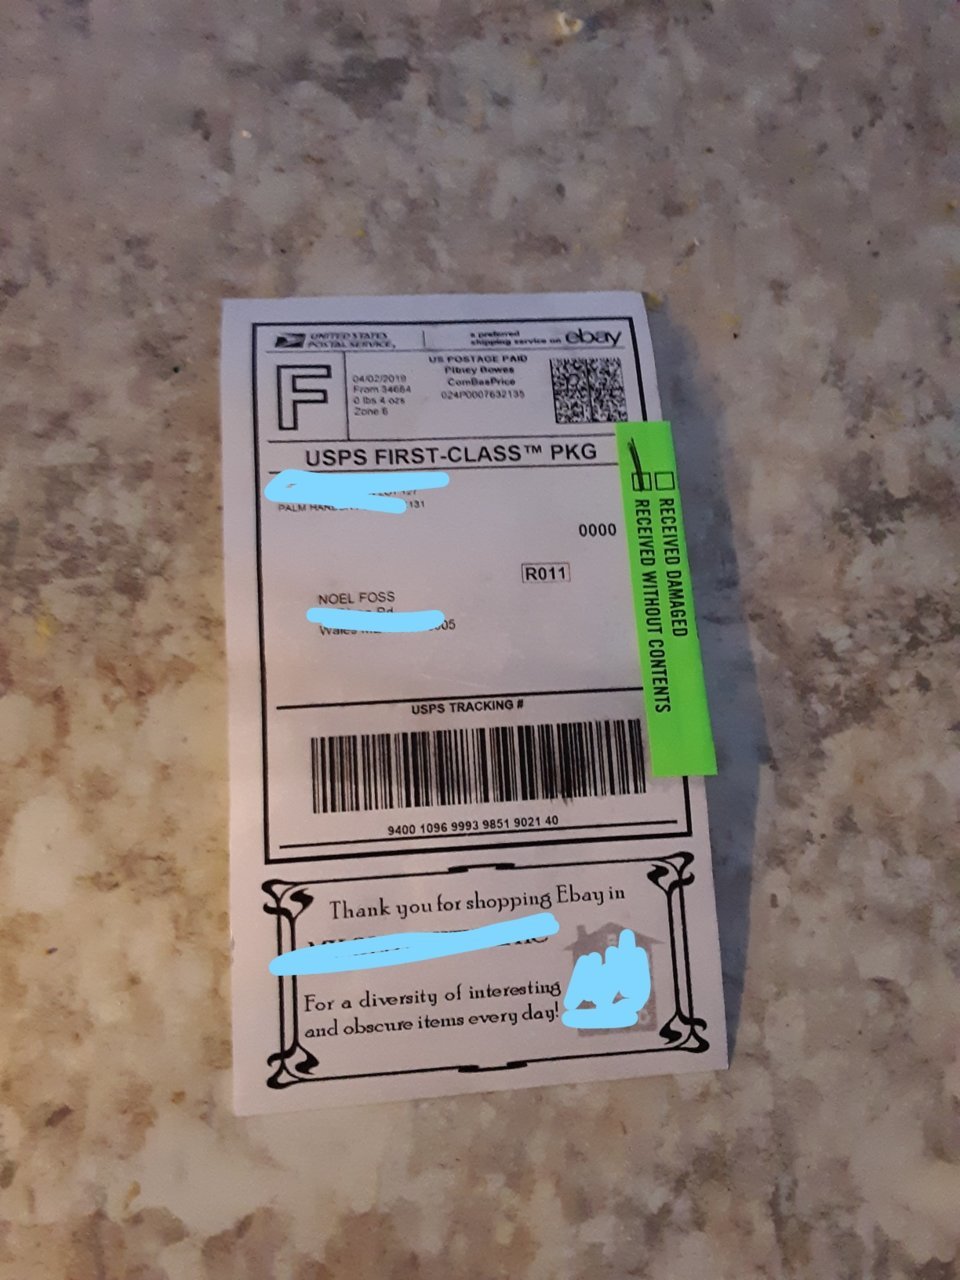 UNITED STATES
POSTAL SERVICE®
a preferred
shipping service on ebay
F
04/02/2019
From 34684
0 lbs 4 ozs
Zone 6
US POSTAGE PAID
Pitney Bowes
ComBasPrice
024P0007632135
USPS FIRST-CLASS™ PKG
PALM
0000
R011
NOEL FOSS
Rd
Wales
USPS TRACKING #
9400 1096 9993 9851 9021 40
RECEIVED DAMAGED
RECEIVED WITHOUT CONTENTS
Thank you for shopping Ebay in
For a diversity of interesting
and obscure items every day!